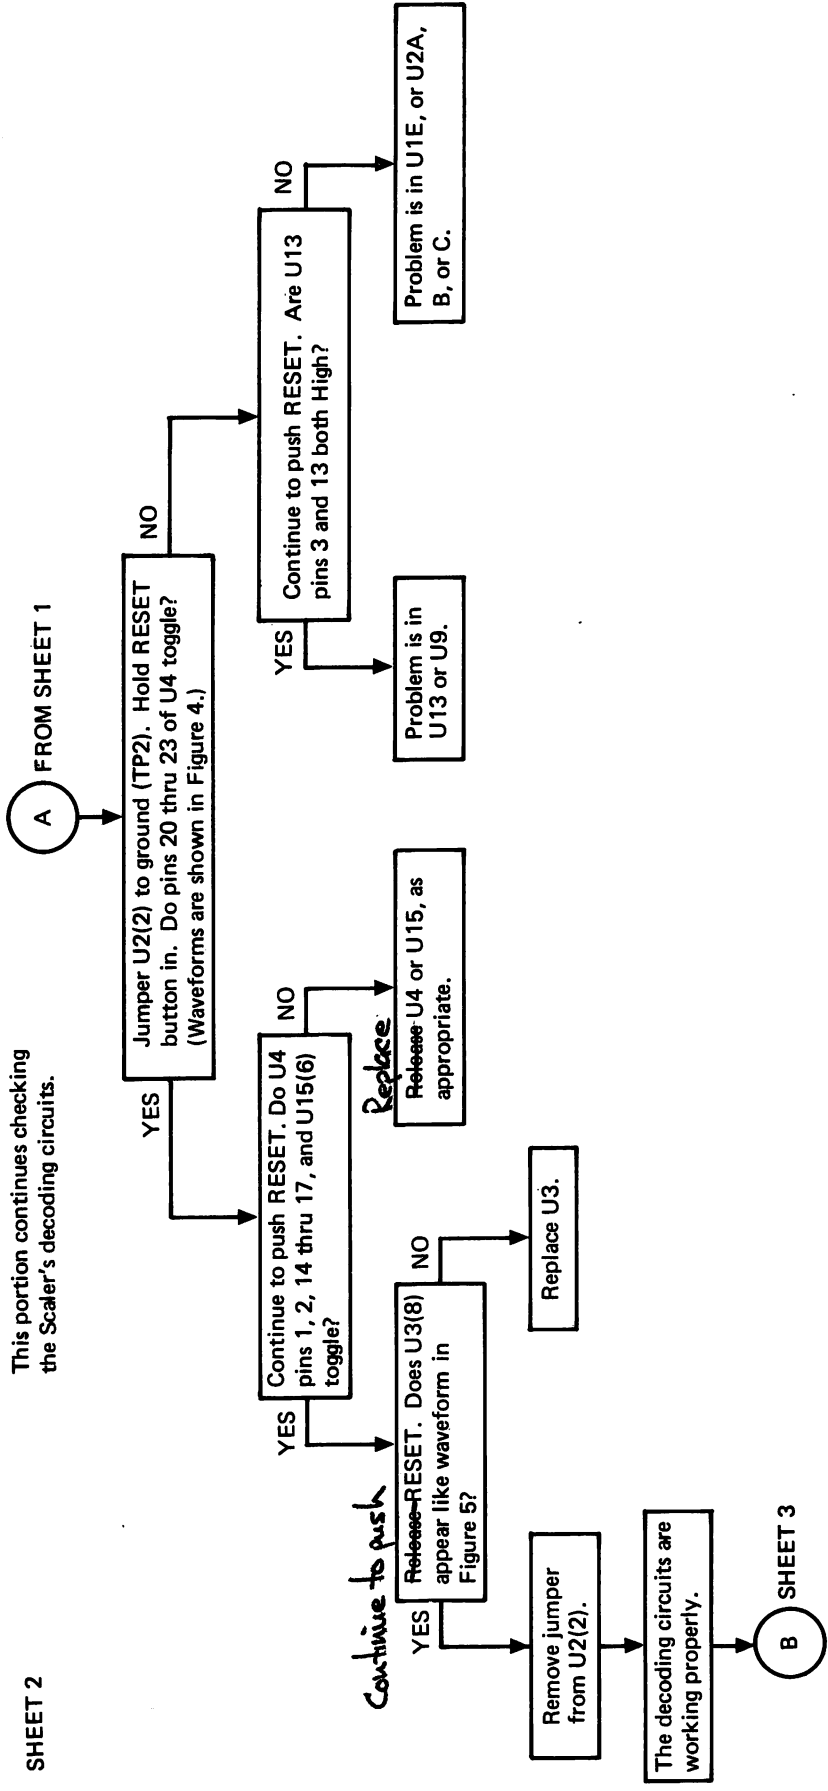 SHEET 2
This portion continues checking
the Scaler's decoding circuits.
A FROM SHEET 1
Jumper U2(2) to ground (TP2). Hold RESET
button in. Do pins 20 thru 23 of U4 toggle?
(Waveforms are shown in Figure 4.)
YES
NO
Continue to push RESET. Do U4
pins 1, 2, 14 thru 17, and U15(6)
toggle?
Continue to push RESET. Are U13
pins 3 and 13 both High?
YES
NO
YES
NO
Continue to push
Release RESET. Does U3(8)
appear like waveform in
Figure 5?
Replace
Release U4 or U15, as
appropriate.
Problem is in
U13 or U9.
Problem is in U1E, or U2A,
B, or C.
YES
NO
Remove jumper
from U2(2).
Replace U3.
The decoding circuits are
working properly.
B SHEET 3